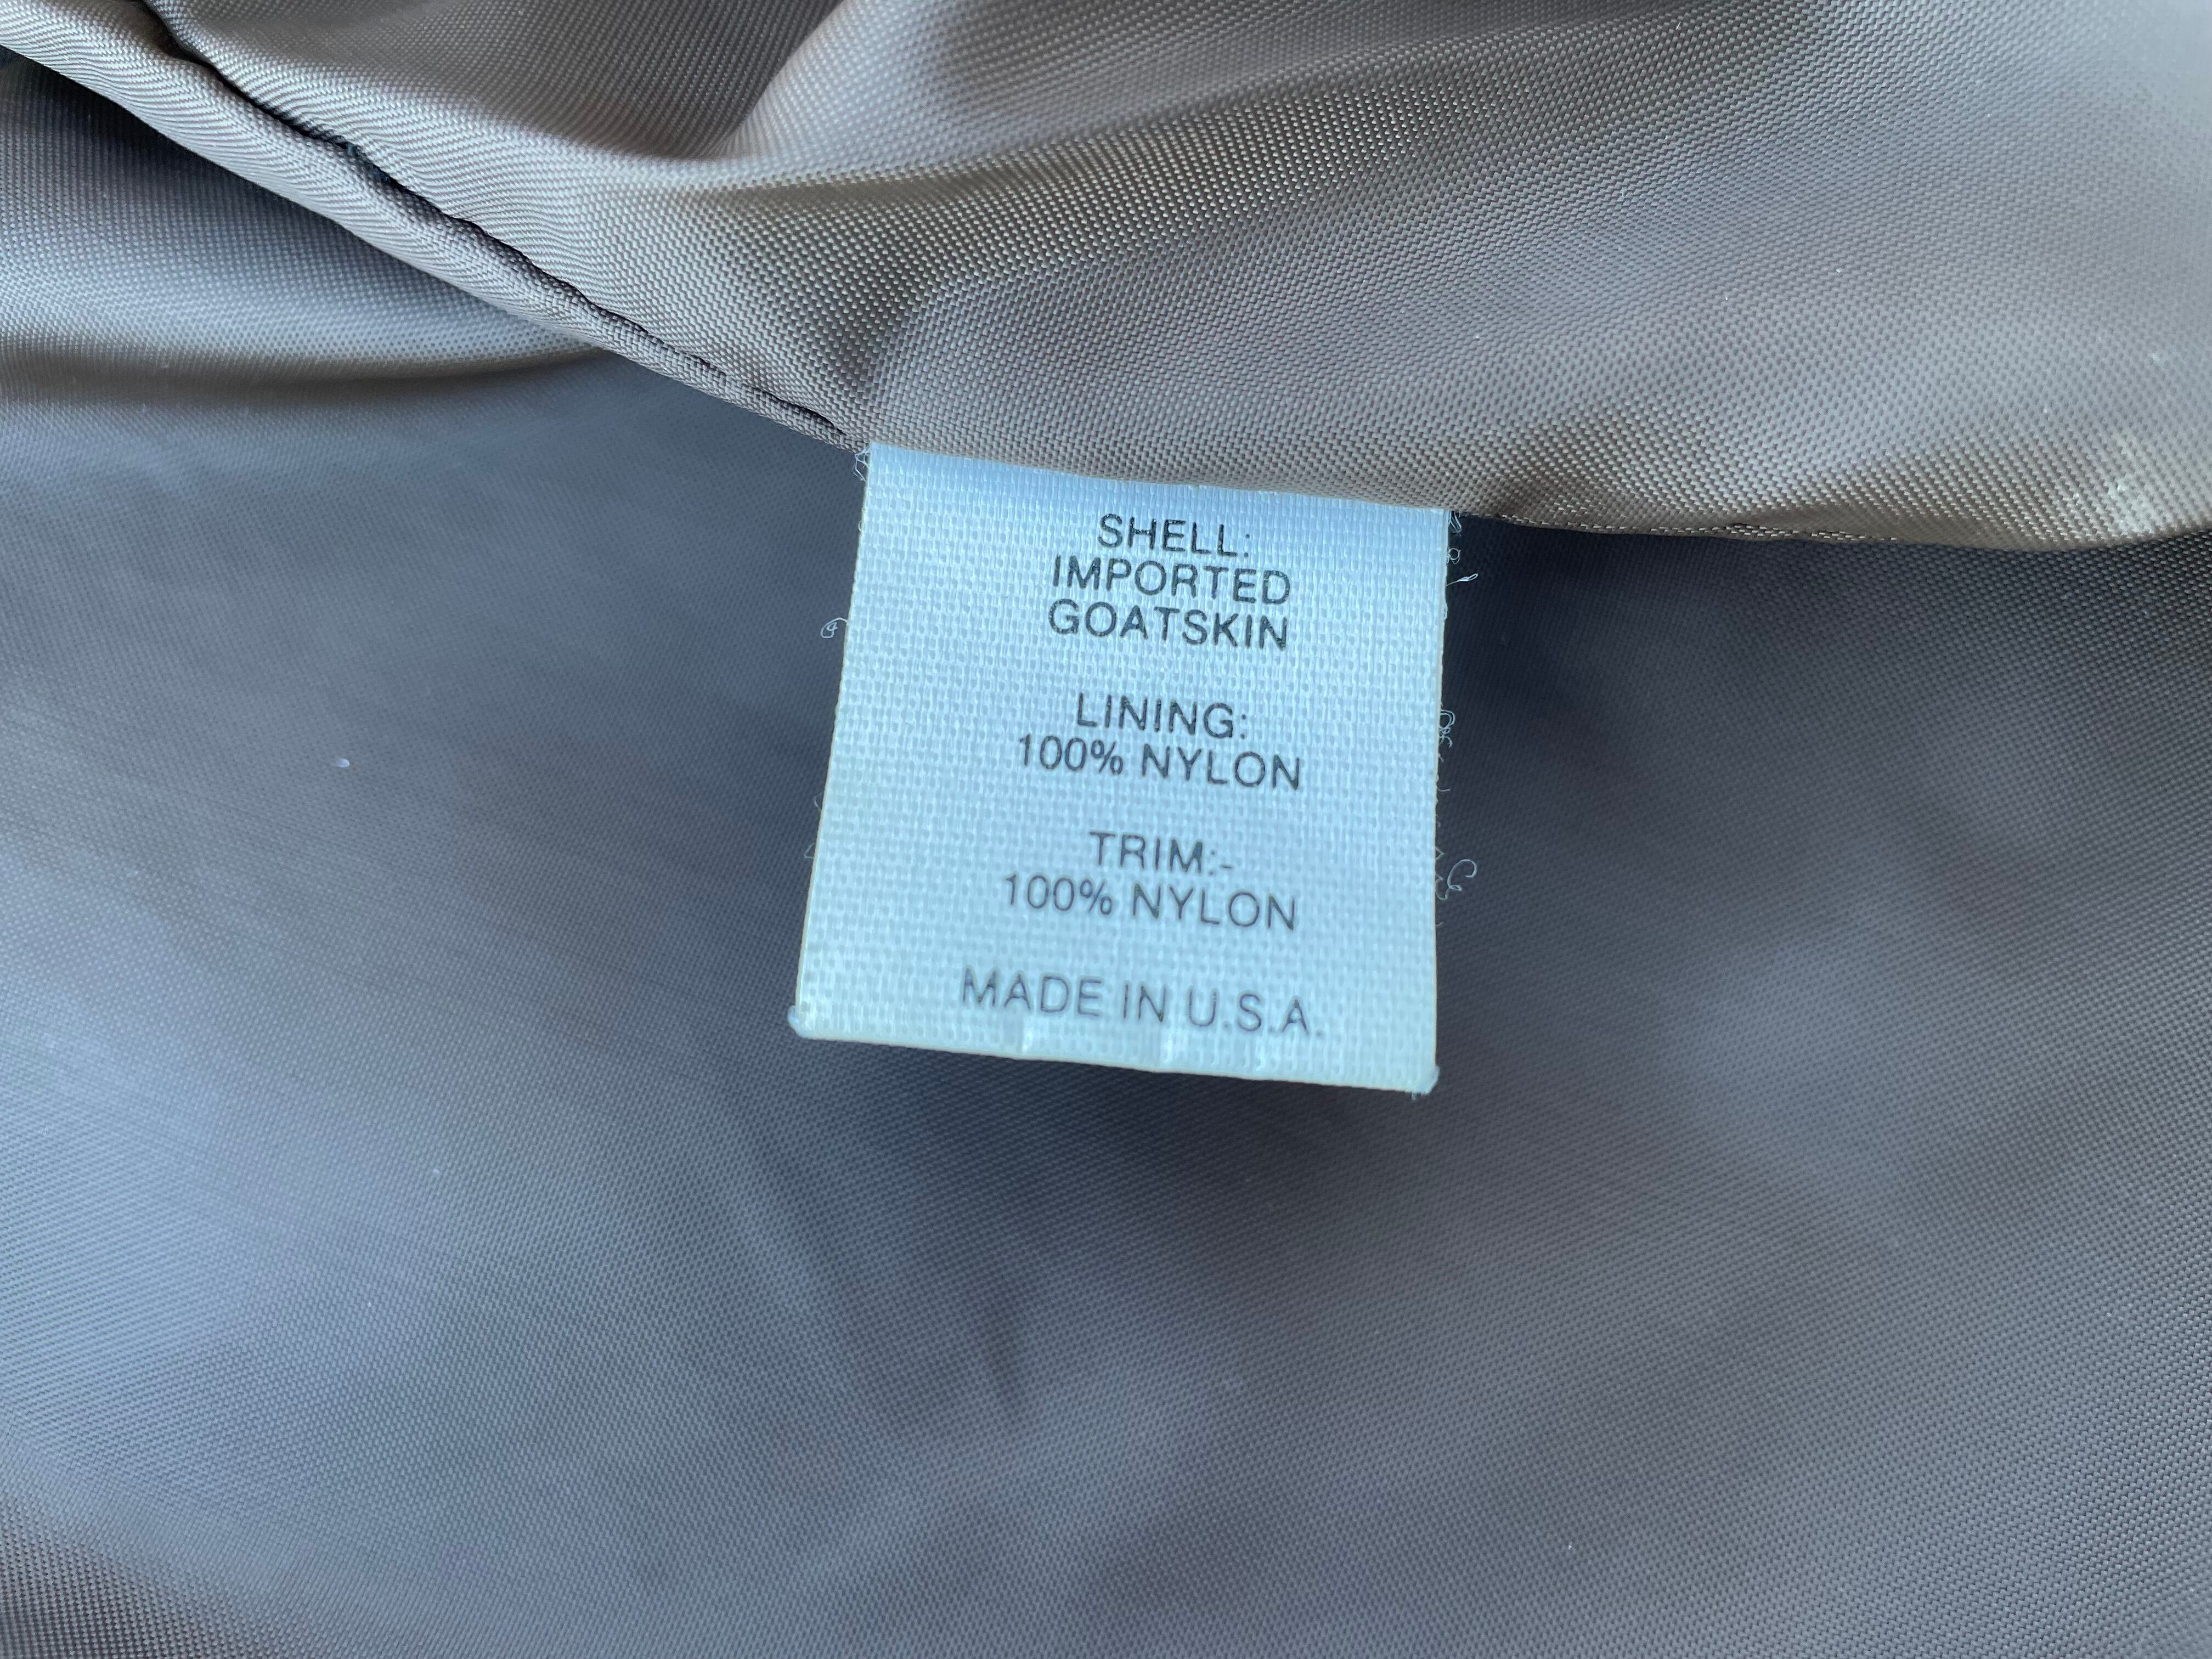 SHELL:
IMPORTED
GOATSKIN
LINING:
100% NYLON
TRIM:-
100% NYLON
MADE IN U.S.A.